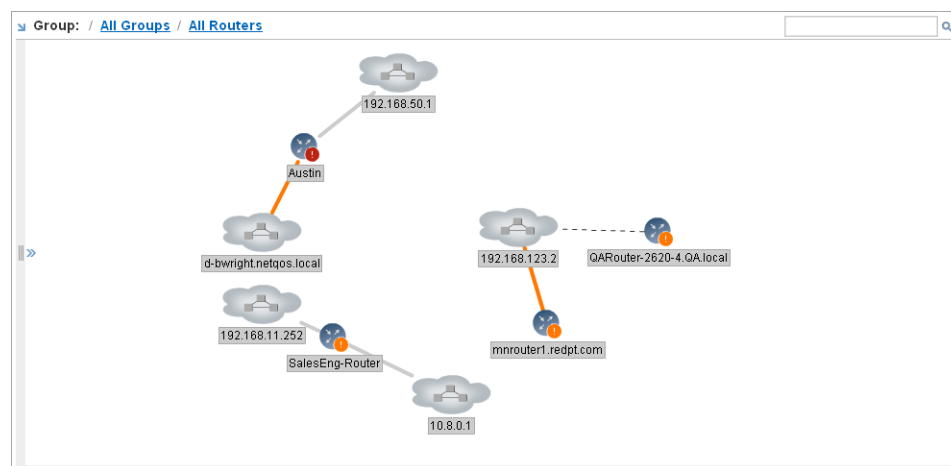 Group: / All Groups / All Routers
192.168.50.1
Austin
d-bwright.netqos.local
192.168.123.2
QARouter-2620-4.QA.local
192.168.11.252
SalesEng-Router
mnrouter1.redpt.com
10.8.0.1